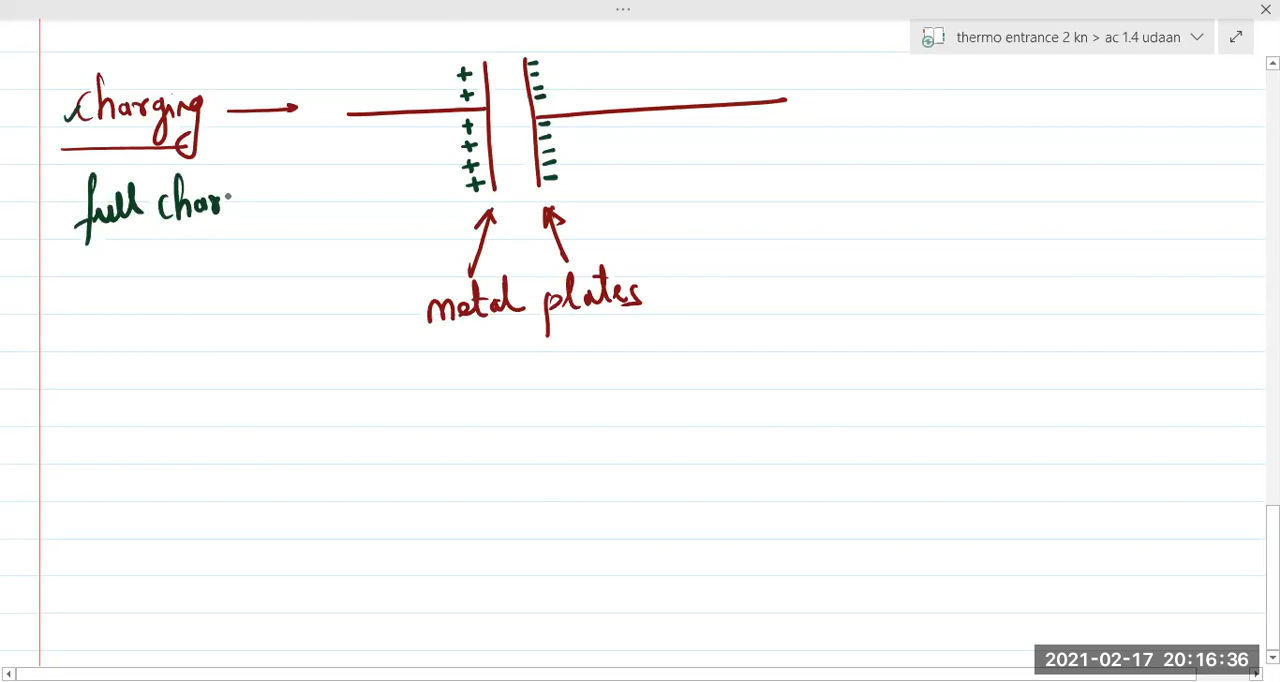 thermo entrance 2 kn > ac 1.4 udaan
charging
full char
metal plates
2021-02-17 20:16:36